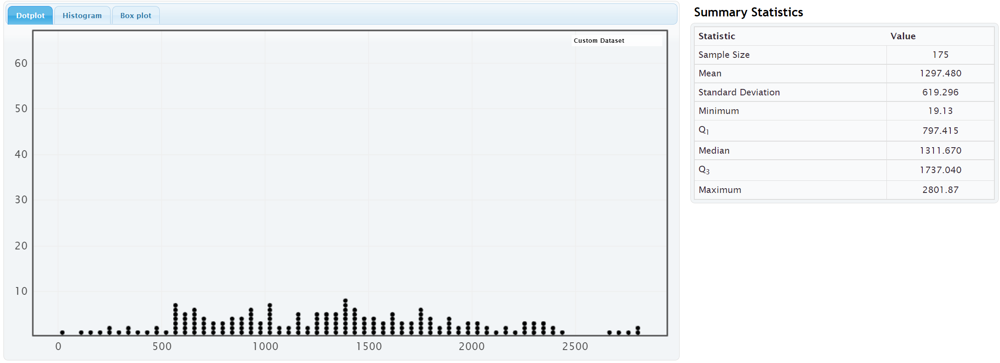 Dotplot Histogram Box plot
Custom Dataset
60
50
40
30
20
10
0 500 1000 1500 2000 2500
Summary Statistics
Statistic Value
Sample Size 175
Mean 1297.480
Standard Deviation 619.296
Minimum 19.13
Q1 797.415
Median 1311.670
Q3 1737.040
Maximum 2801.87